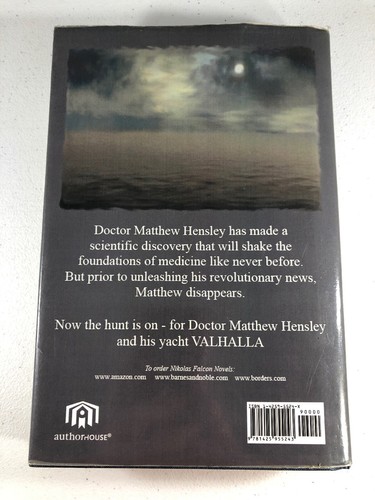 Doctor Matthew Hensley has made a
scientific discovery that will shake the
foundations of medicine like never before.
But prior to unleashing his revolutionary news,
Matthew disappears.
Now the hunt is on - for Doctor Matthew Hensley
and his yacht VALHALLA
To order Nikolas Falcon Novels:
www.amazon.com www.barnesandnoble.com www.borders.com
authorHOUSE®
90000
9781425955243